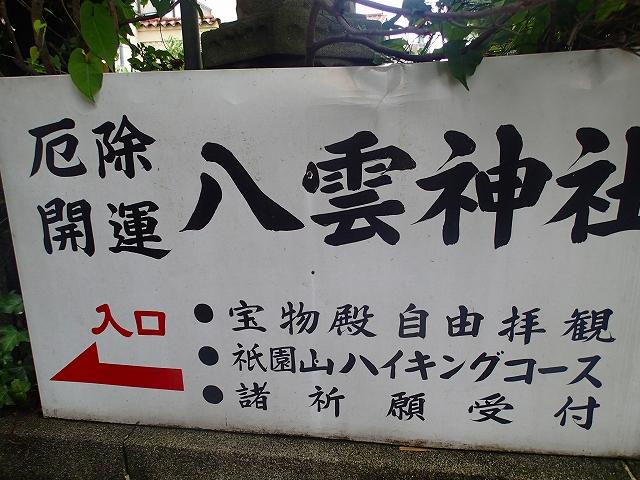 厄除
開運
八雲神社
入口
●宝物殿自由拝観
●祇園山ハイキングコース
●諸祈願受付